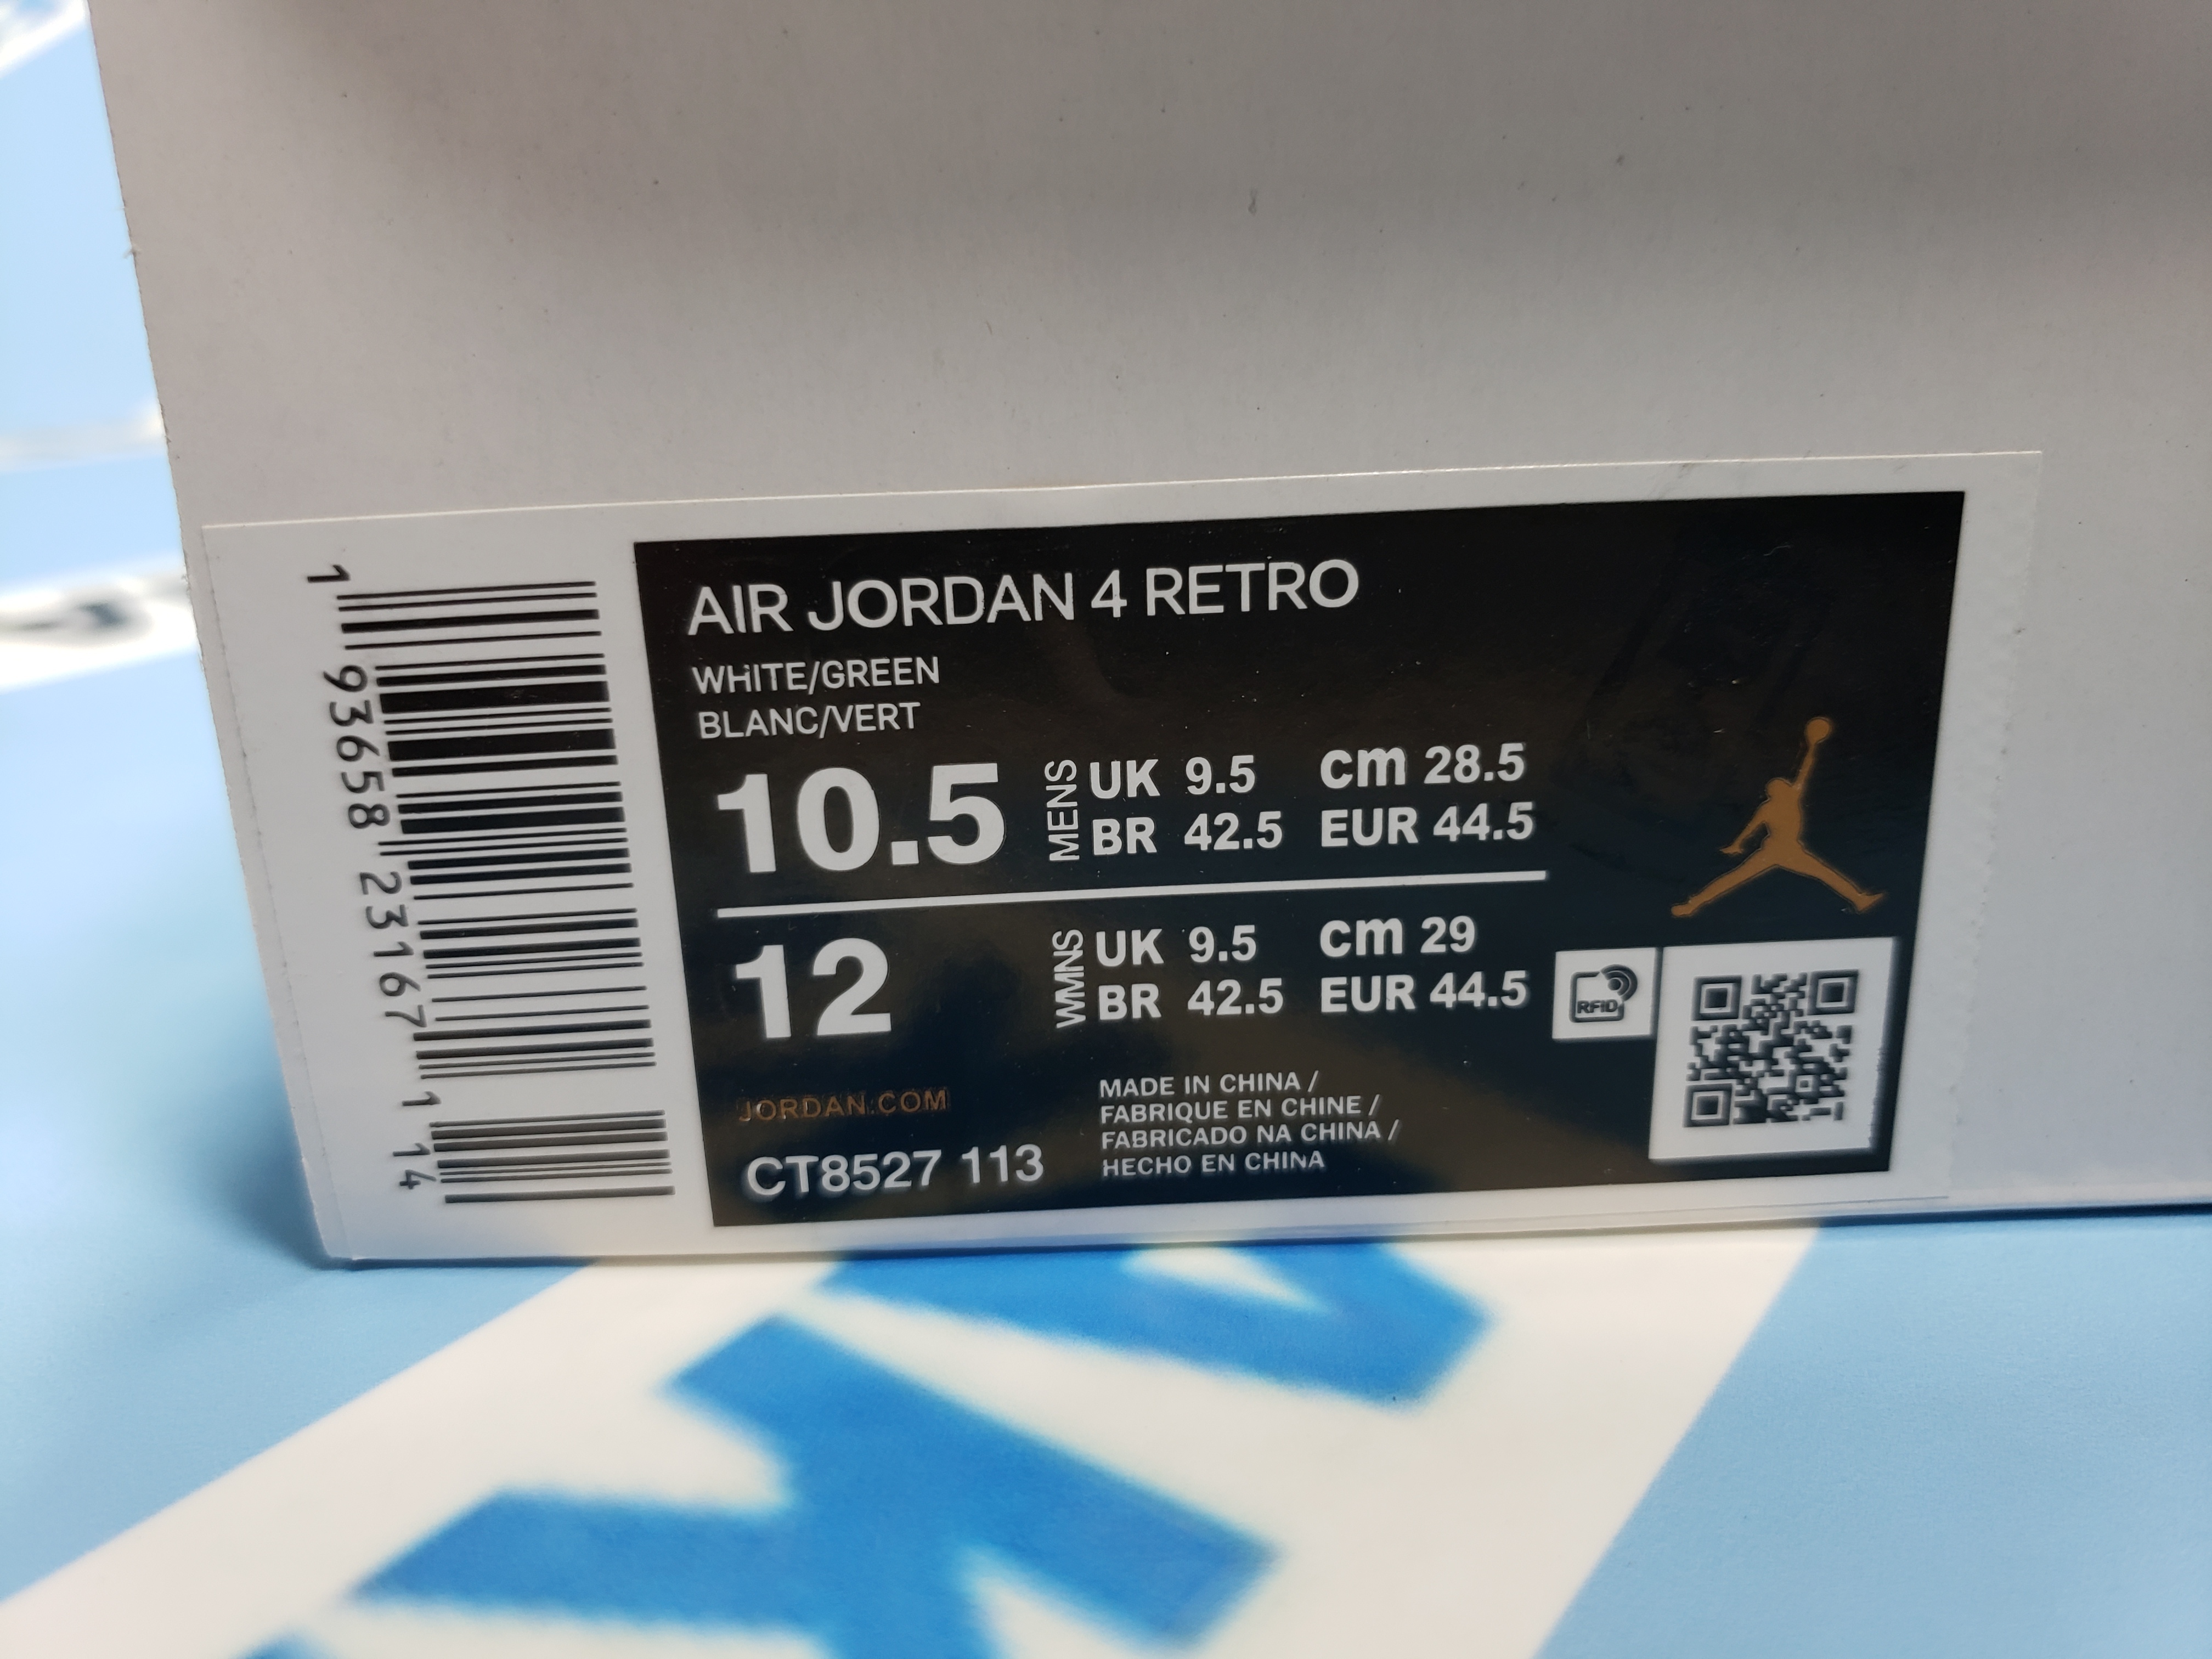 1 93658 23167 1 14
AIR JORDAN 4 RETRO
WHITE/GREEN
BLANC/VERT
10.5 MENS UK 9.5 cm 28.5
BR 42.5 EUR 44.5
12 WMNS UK 9.5 cm 29
BR 42.5 EUR 44.5
RFID
JORDAN.COM
CT8527 113
MADE IN CHINA /
FABRIQUE EN CHINE /
FABRICADO NA CHINA /
HECHO EN CHINA